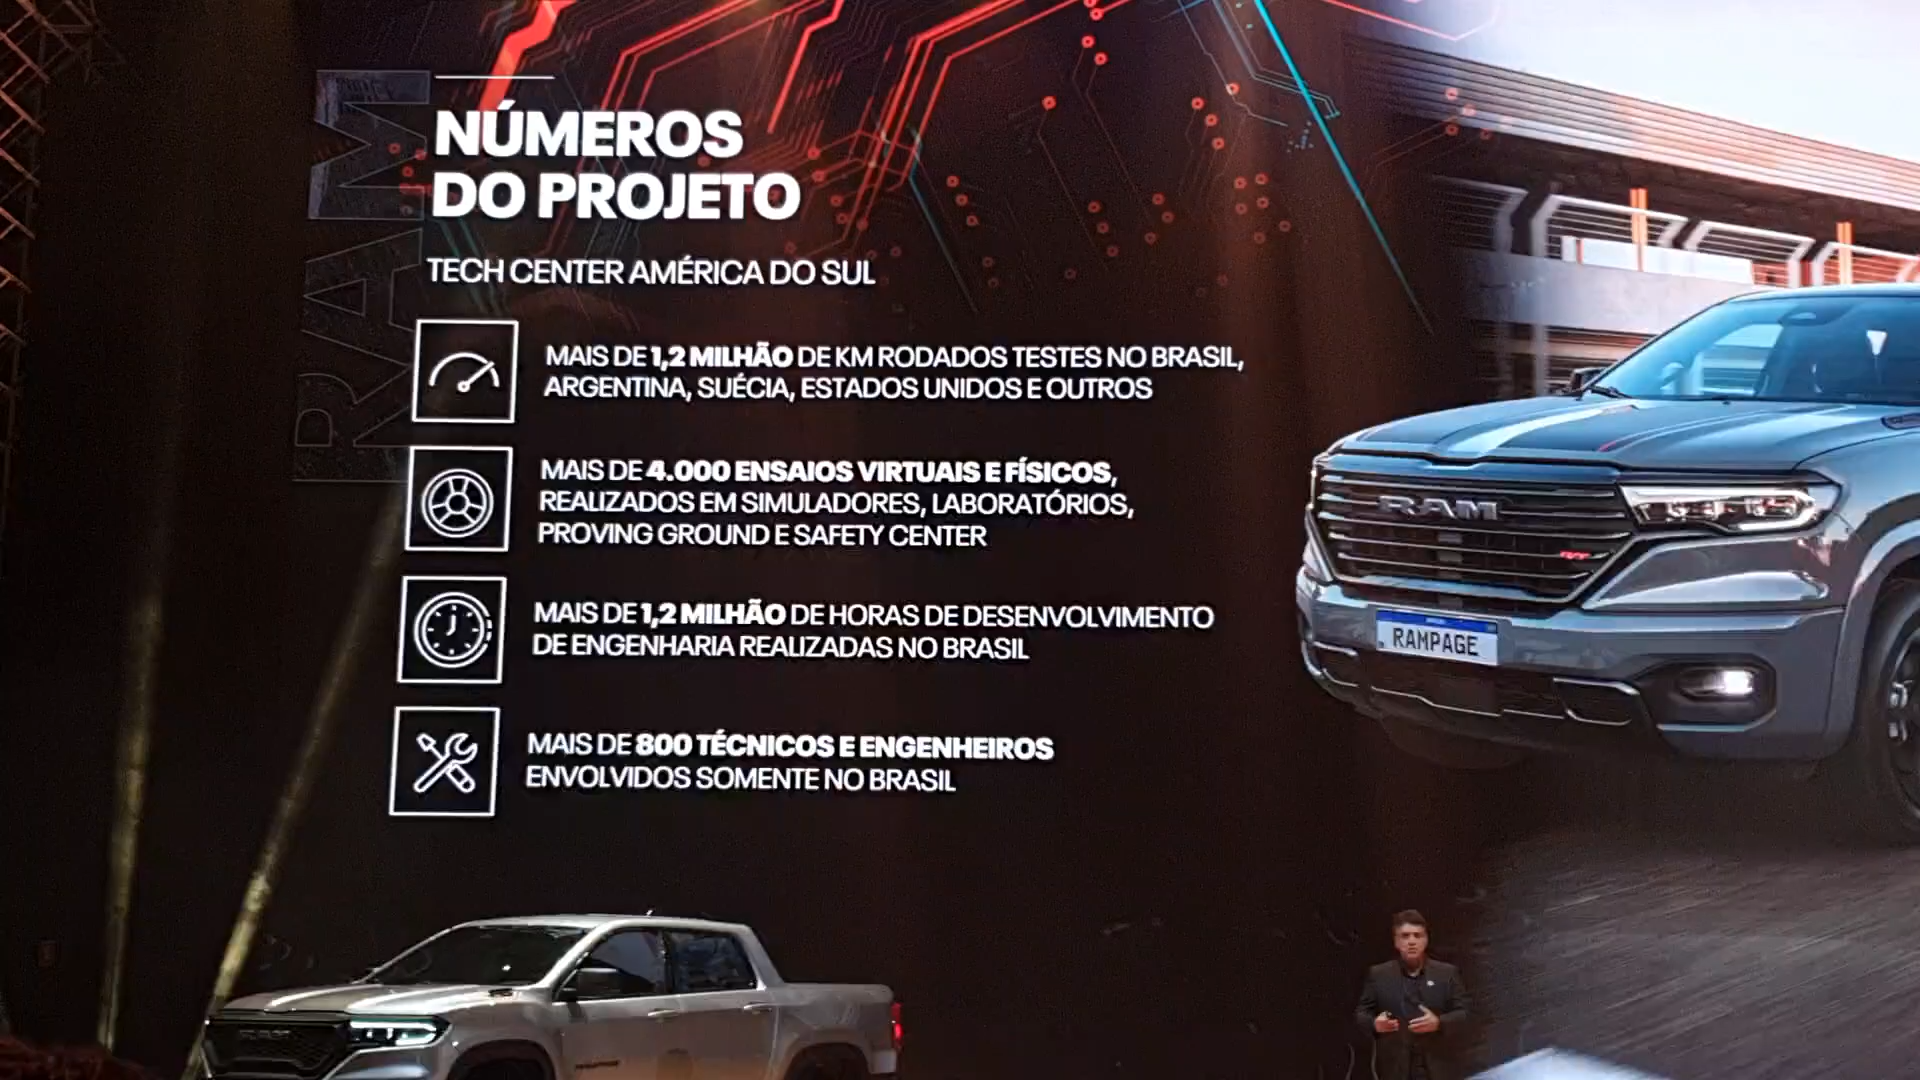 RAM
NÚMEROS
DO PROJETO
TECH CENTER AMÉRICA DO SUL
MAIS DE 1,2 MILHÃO DE KM RODADOS TESTES NO BRASIL,
ARGENTINA, SUÉCIA, ESTADOS UNIDOS E OUTROS
MAIS DE 4.000 ENSAIOS VIRTUAIS E FÍSICOS,
REALIZADOS EM SIMULADORES, LABORATÓRIOS,
PROVING GROUND E SAFETY CENTER
MAIS DE 1,2 MILHÃO DE HORAS DE DESENVOLVIMENTO
DE ENGENHARIA REALIZADAS NO BRASIL
MAIS DE 800 TÉCNICOS E ENGENHEIROS
ENVOLVIDOS SOMENTE NO BRASIL
RAM
R/T
RAMPAGE
RAM